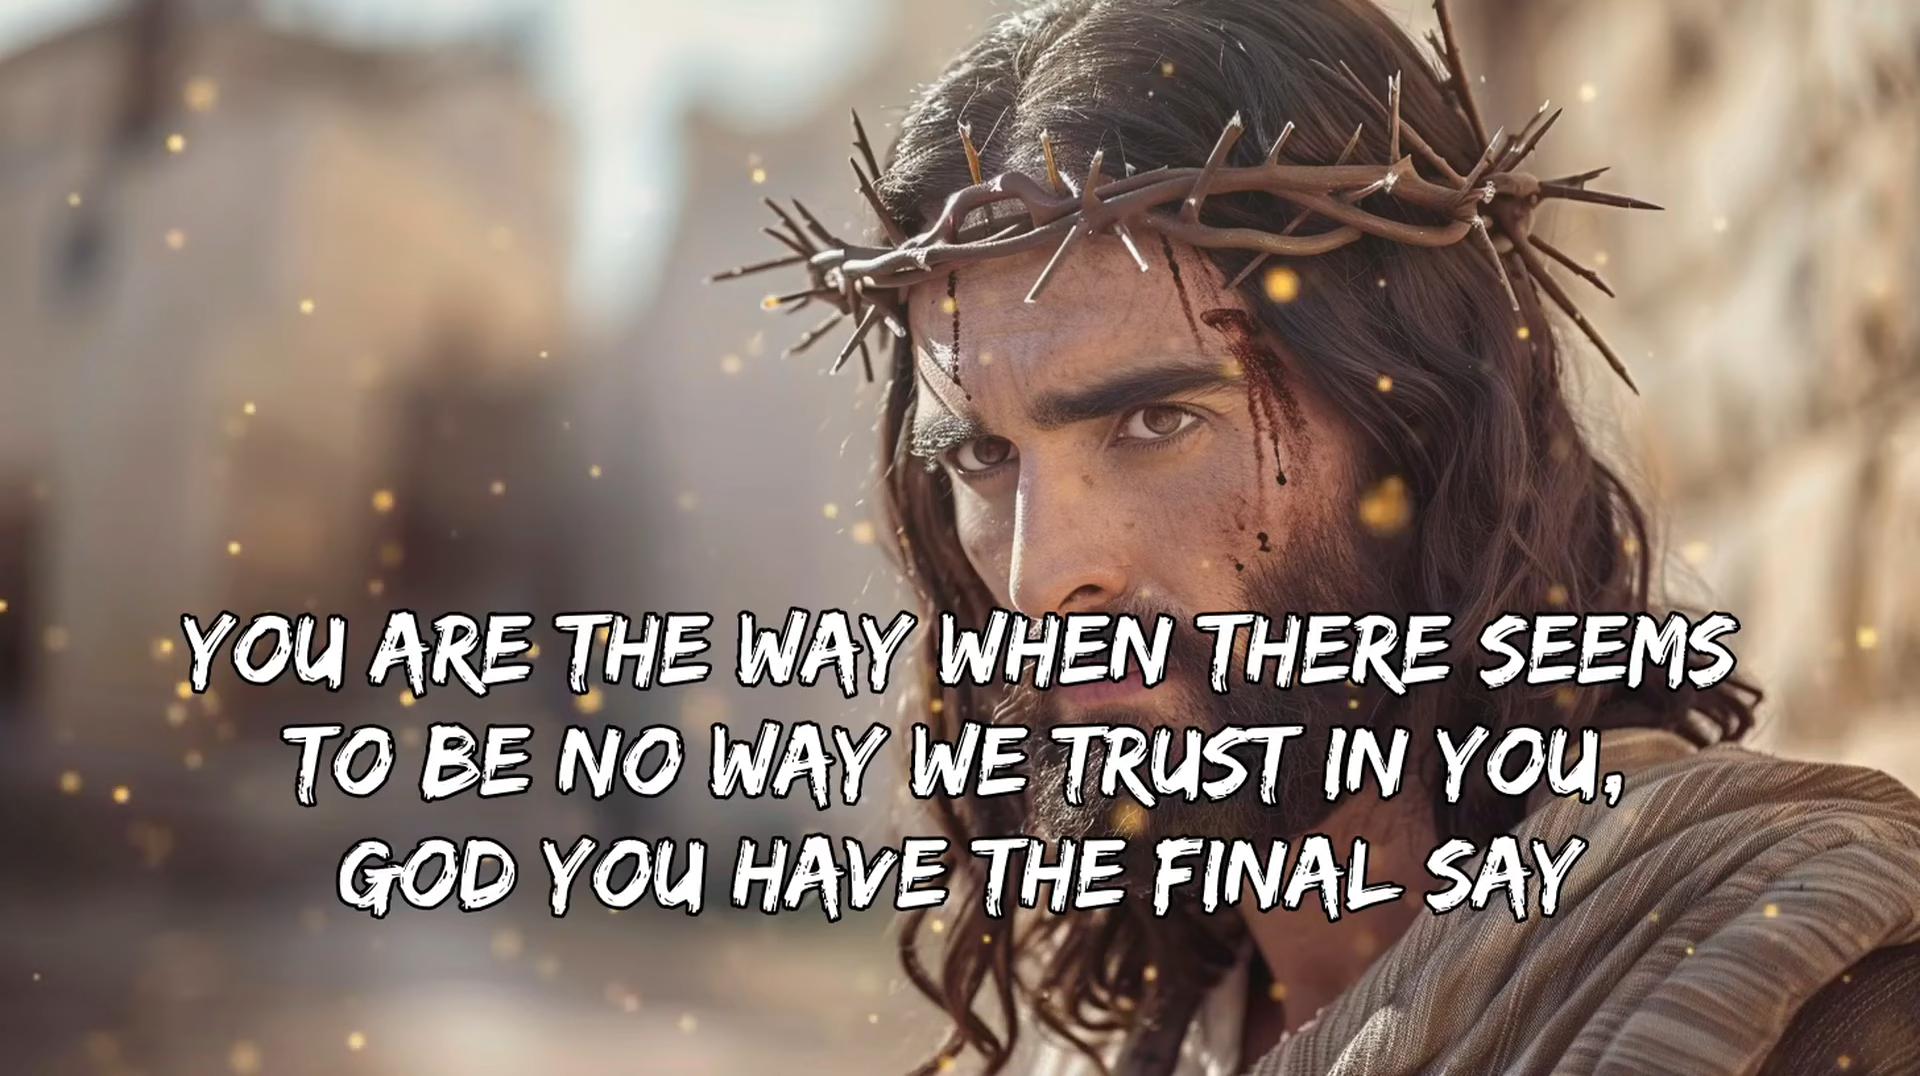 YOU ARE THE WAY WHEN THERE SEEMS
TO BE NO WAY WE TRUST IN YOU,
GOD YOU HAVE THE FINAL SAY